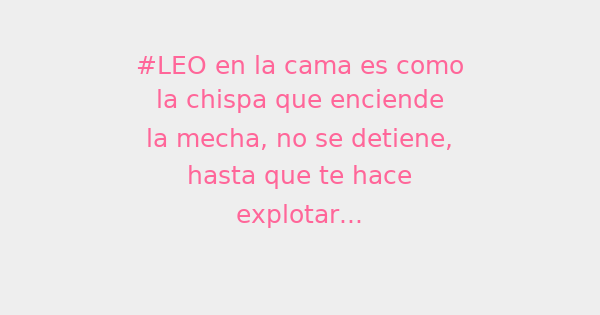 #LEO en la cama es como
la chispa que enciende
la mecha, no se detiene,
hasta que te hace
explotar...